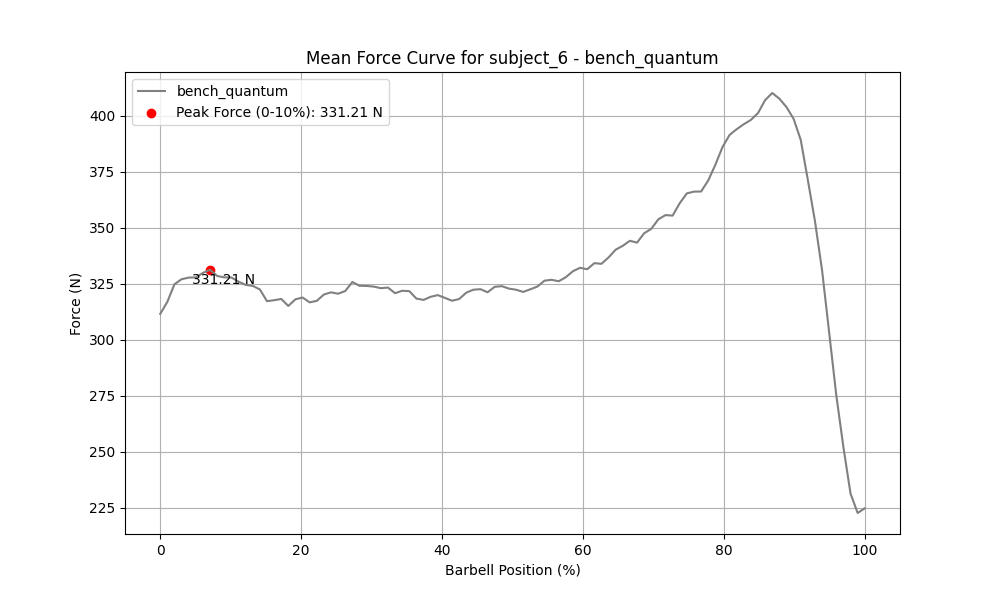 Mean Force Curve for subject_6 - bench_quantum
bench_quantum
Peak Force (0-10%): 331.21 N
331.21 N
400
375
350
325
300
275
250
225
Force (N)
0 20 40 60 80 100
Barbell Position (%)